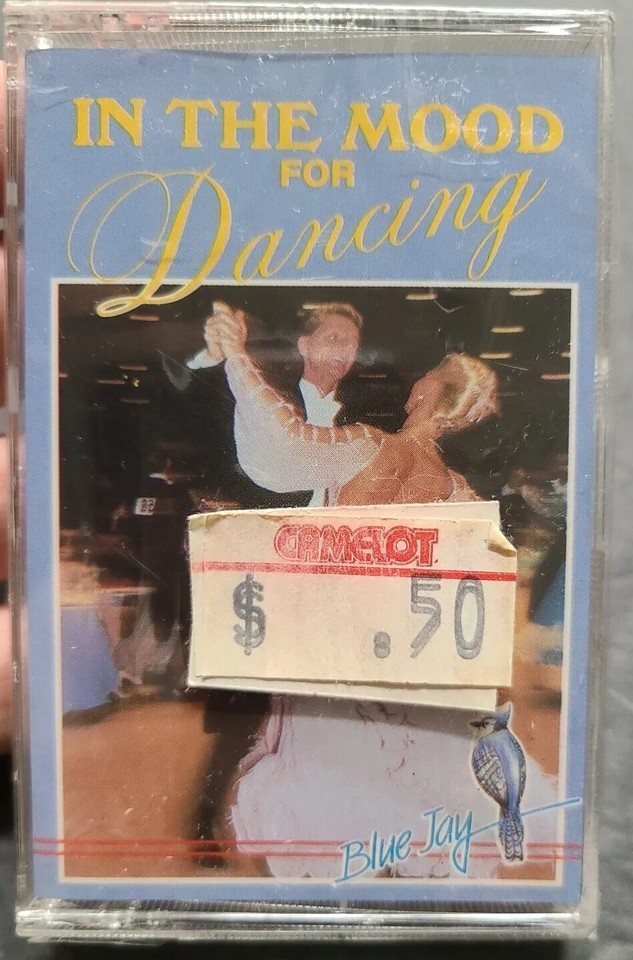 IN THE MOOD
FOR
Dancing
CAMELOT
$ .50
Blue Jay